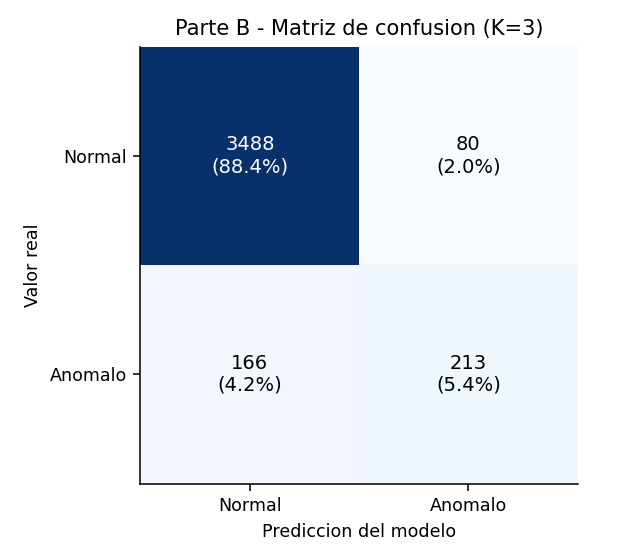 Parte B - Matriz de confusion (K=3)
Normal
3488
(88.4%)
80
(2.0%)
Valor real
Anomalo
166
(4.2%)
213
(5.4%)
Normal
Anomalo
Prediccion del modelo